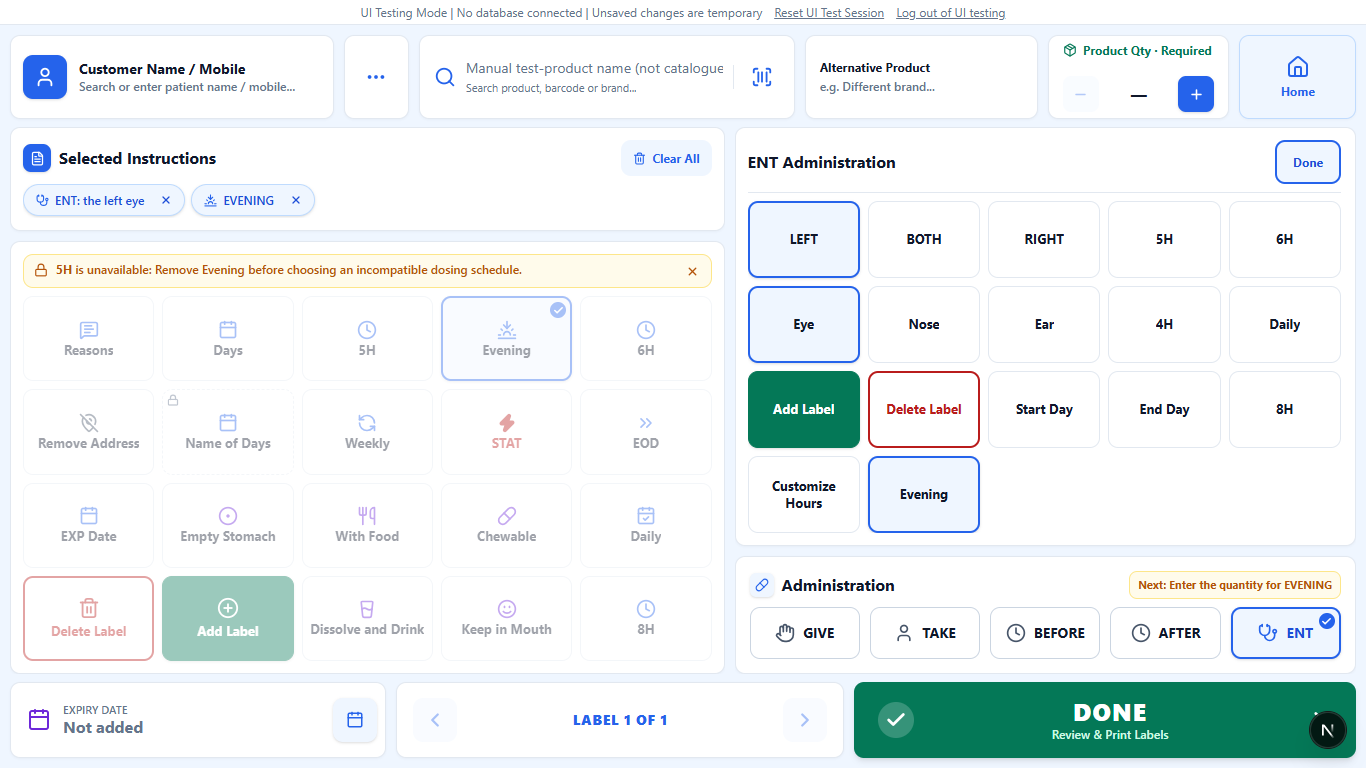 UI Testing Mode | No database connected | Unsaved changes are temporary Reset UI Test Session Log out of UI testing
Customer Name / Mobile
Search or enter patient name / mobile...
Manual test-product name (not catalogue
Search product, barcode or brand...
Alternative Product
e.g. Different brand...
Product Qty · Required
− — +
Home
Selected Instructions
Clear All
ENT: the left eye ×
EVENING ×
5H is unavailable: Remove Evening before choosing an incompatible dosing schedule. ×
Reasons
Days
5H
Evening
6H
Remove Address
Name of Days
Weekly
STAT
EOD
EXP Date
Empty Stomach
With Food
Chewable
Daily
Delete Label
Add Label
Dissolve and Drink
Keep in Mouth
8H
ENT Administration
Done
LEFT
BOTH
RIGHT
5H
6H
Eye
Nose
Ear
4H
Daily
Add Label
Delete Label
Start Day
End Day
8H
Customize
Hours
Evening
Administration
Next: Enter the quantity for EVENING
GIVE
TAKE
BEFORE
AFTER
ENT
EXPIRY DATE
Not added
LABEL 1 OF 1
DONE
Review & Print Labels
N